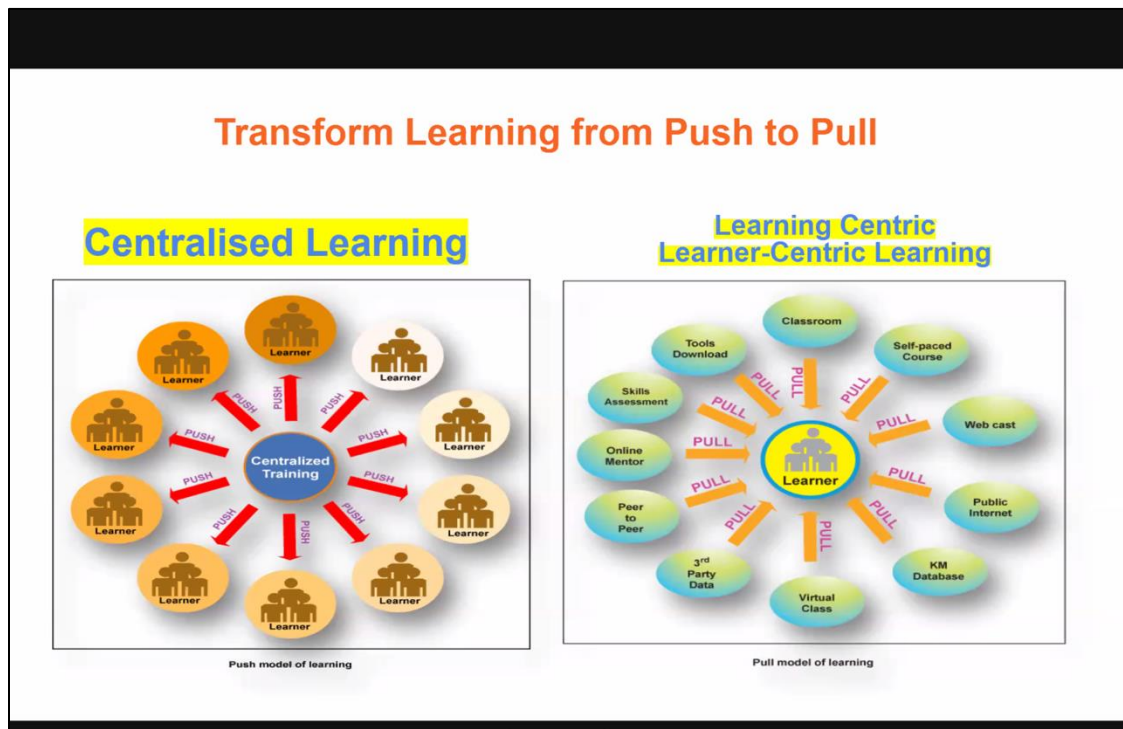 Transform Learning from Push to Pull
Centralised Learning
Learner
Learner
Learner
Learner
Learner
Learner
Learner
Learner
Learner
Learner
PUSH
PUSH
PUSH
PUSH
PUSH
PUSH
PUSH
PUSH
PUSH
PUSH
Centralized
Training
Push model of learning
Learning Centric
Learner-Centric Learning
Classroom
Tools
Download
Self-paced
Course
Skills
Assessment
Web cast
Online
Mentor
Public
Internet
Peer
to
Peer
KM
Database
3rd
Party
Data
Virtual
Class
PULL
PULL
PULL
PULL
PULL
PULL
PULL
PULL
PULL
PULL
PULL
Learner
Pull model of learning